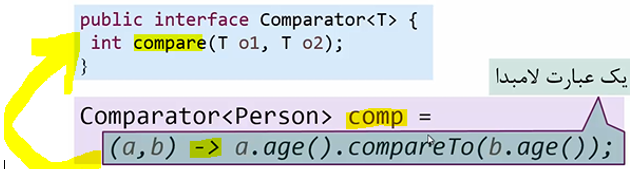 public interface Comparator<T> {
int compare(T o1, T o2);
}
یک عبارت لامبدا
Comparator<Person> comp =
(a,b) -> a.age().compareTo(b.age());